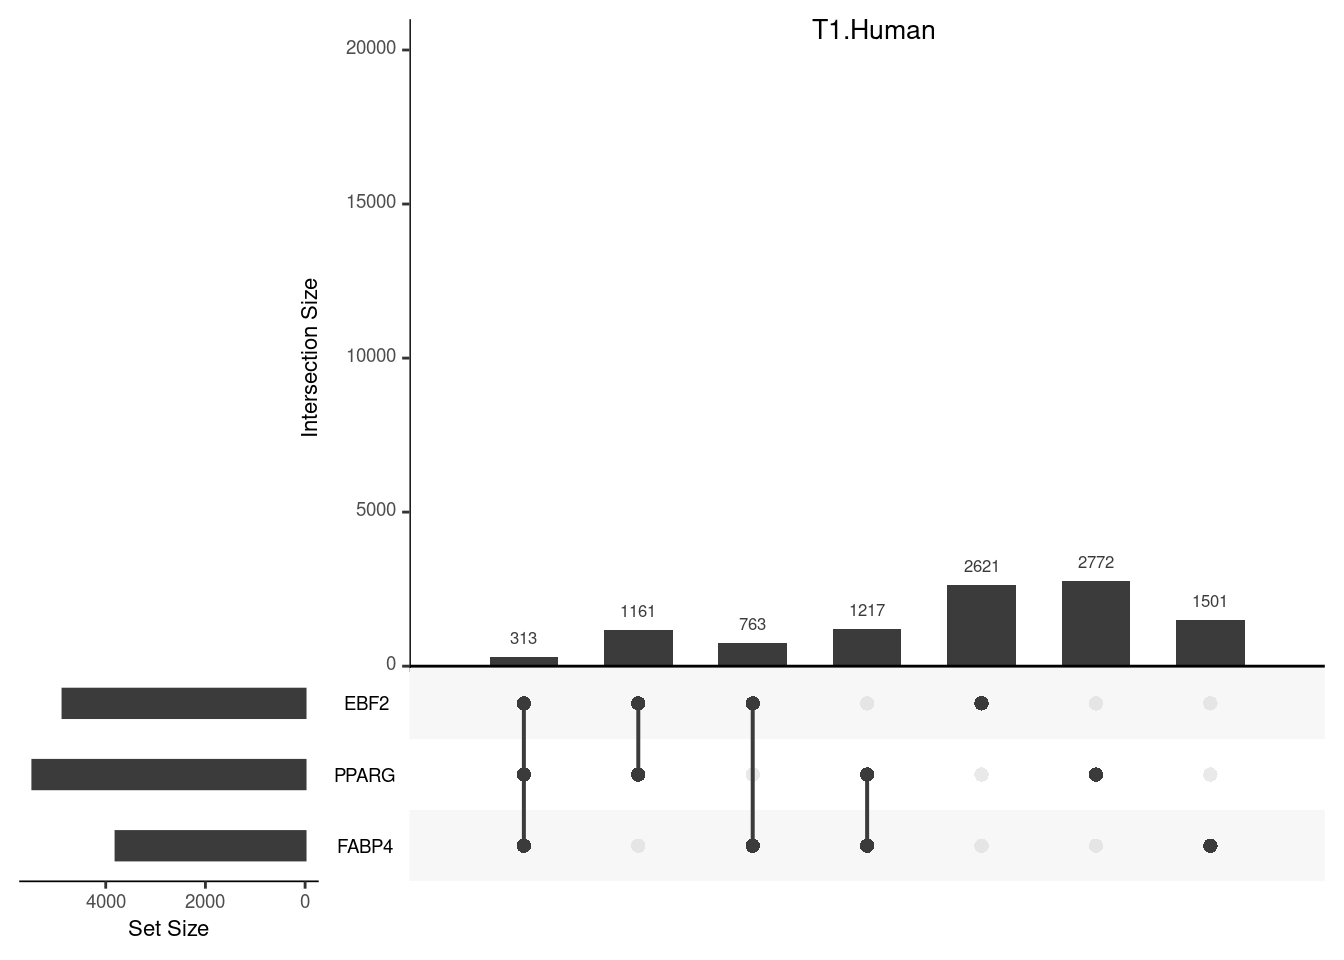 T1.Human
20000
15000
10000
5000
0
Intersection Size
313
1161
763
1217
2621
2772
1501
EBF2
PPARG
FABP4
4000 2000 0
Set Size